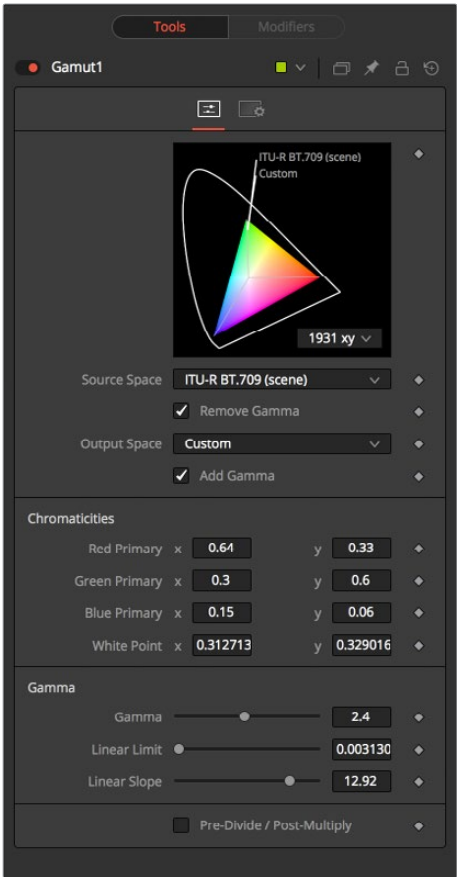 Tools Modifiers
Gamut1
ITU-R BT.709 (scene)
Custom
1931 xy
Source Space ITU-R BT.709 (scene)
Remove Gamma
Output Space Custom
Add Gamma
Chromaticities
Red Primary x 0.64 y 0.33
Green Primary x 0.3 y 0.6
Blue Primary x 0.15 y 0.06
White Point x 0.312713 y 0.329016
Gamma
Gamma 2.4
Linear Limit 0.003130
Linear Slope 12.92
Pre-Divide / Post-Multiply